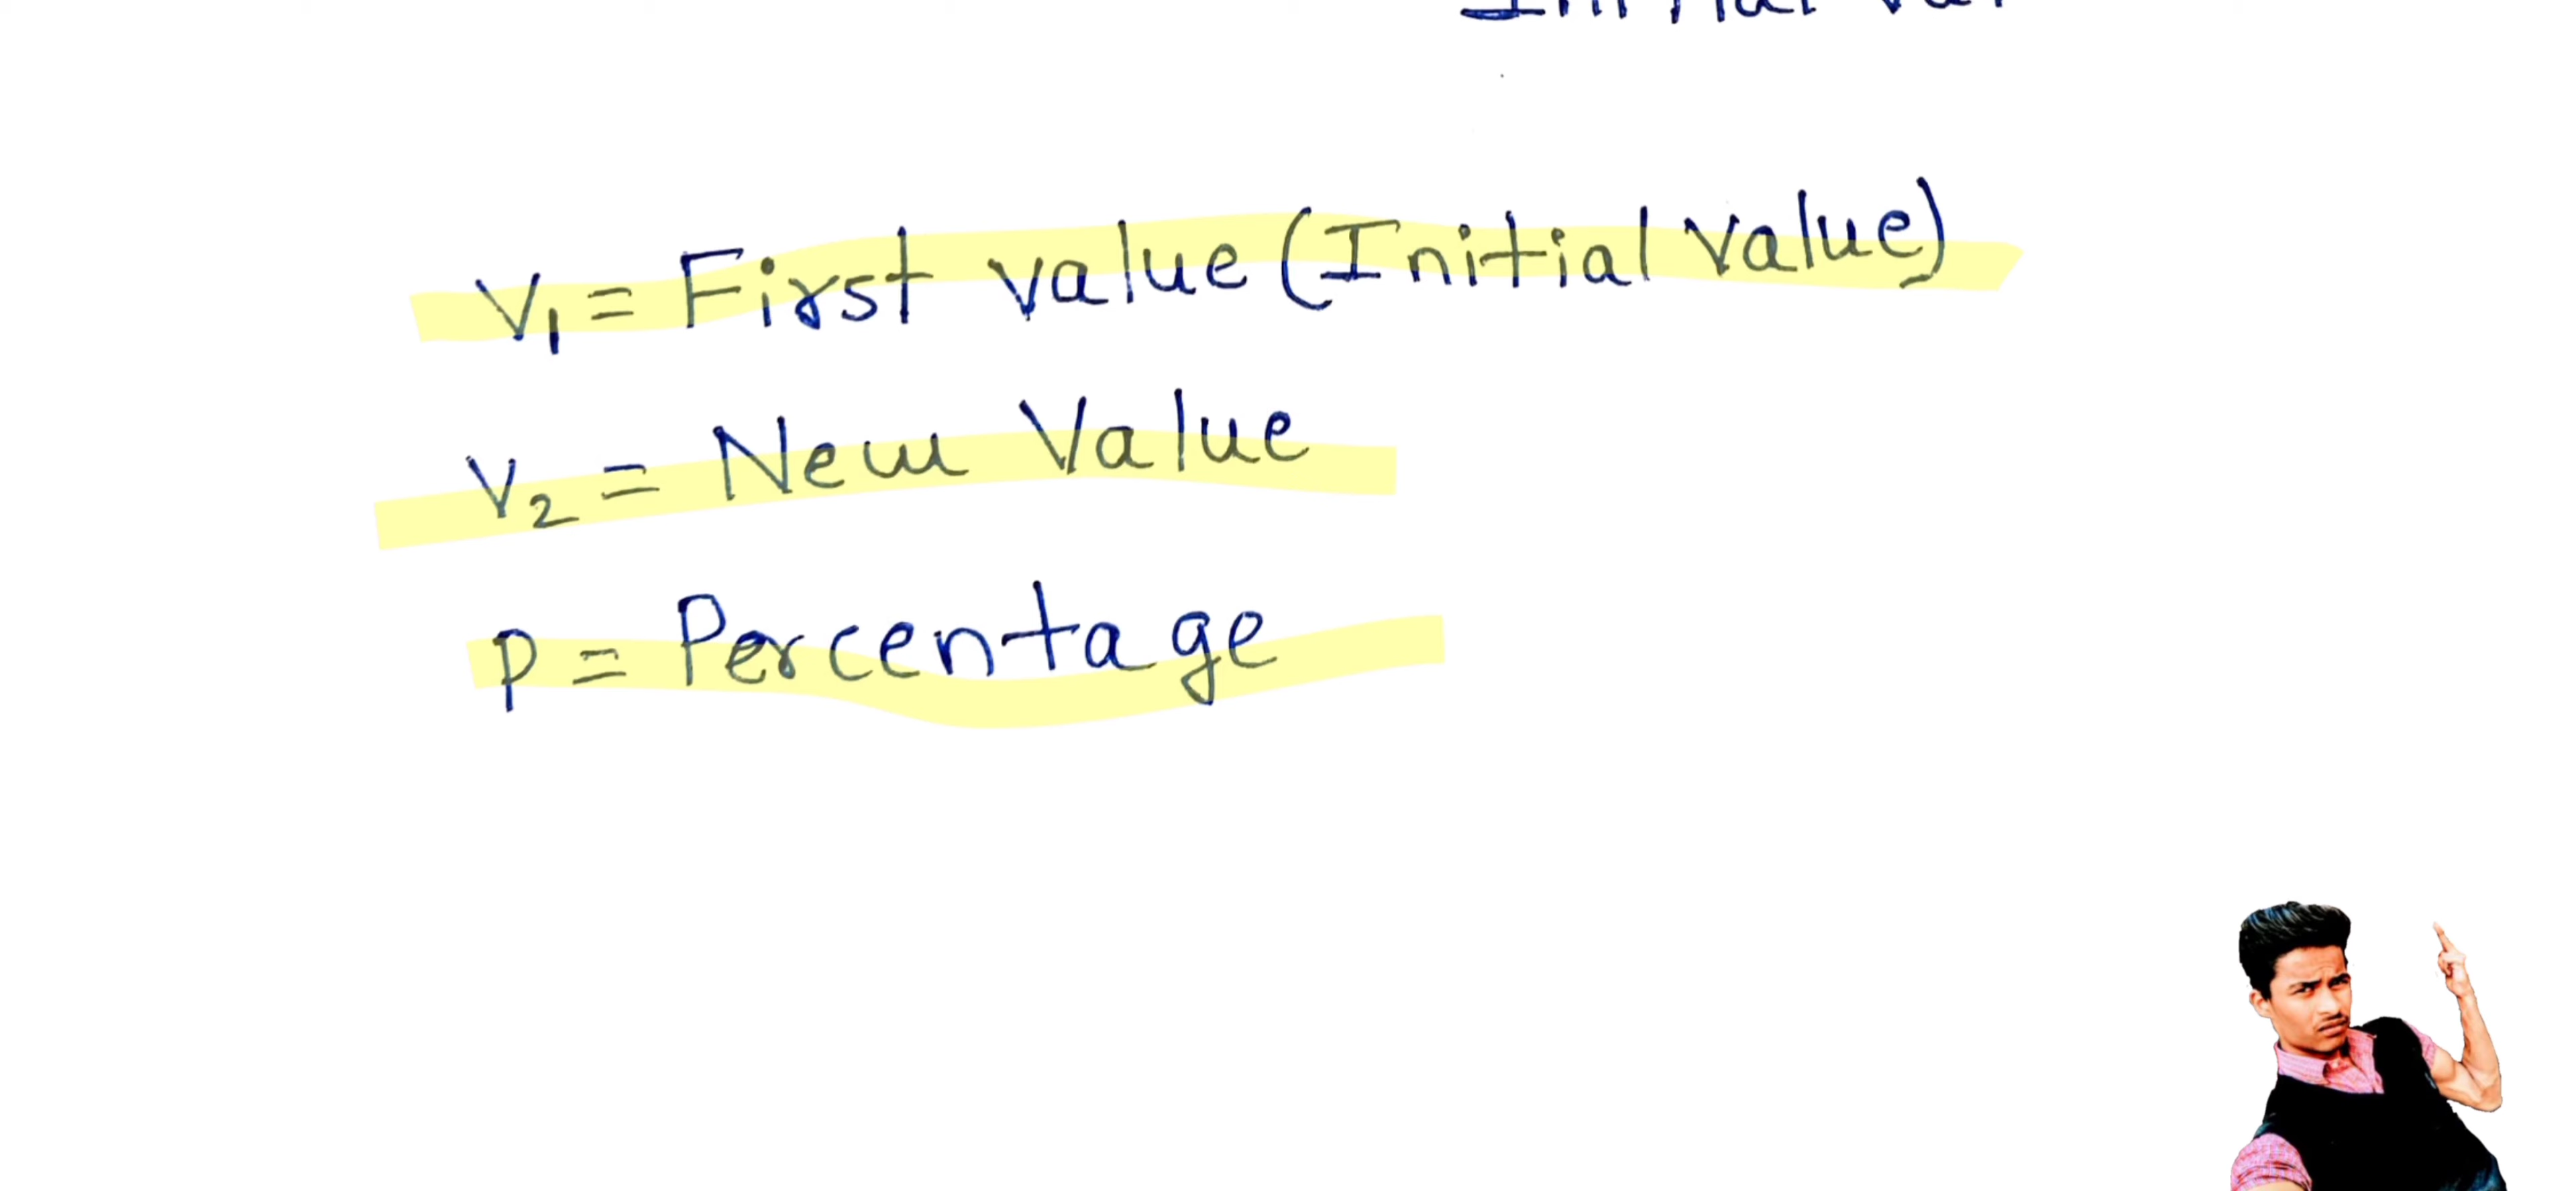 V₁ = First value (Initial value)
V₂ = New Value
P = Percentage